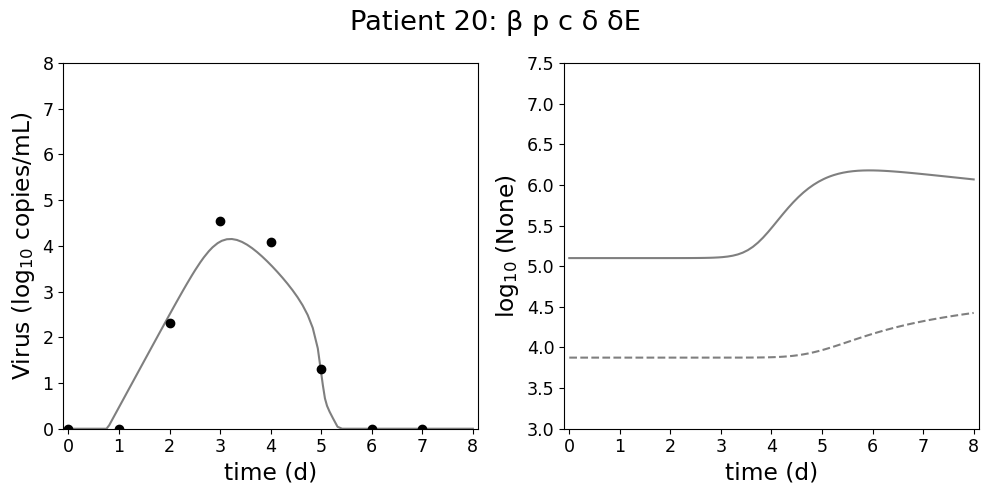 Patient 20: β p c δ δE
Virus (log10 copies/mL)
8
7
6
5
4
3
2
1
0
0 1 2 3 4 5 6 7 8
time (d)
log10 (None)
7.5
7.0
6.5
6.0
5.5
5.0
4.5
4.0
3.5
3.0
0 1 2 3 4 5 6 7 8
time (d)